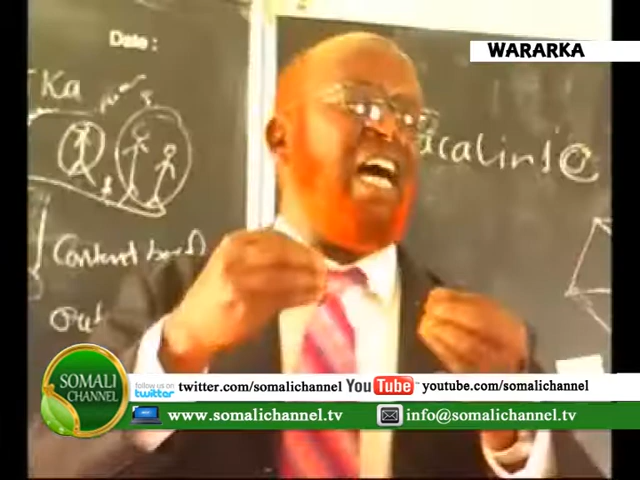 Date:
WARARKA
Ka
Content based
Out
SOMALI
CHANNEL
follow us on
twitter
twitter.com/somalichannel
YouTube
- youtube.com/somalichannel
www.somalichannel.tv
info@somalichannel.tv